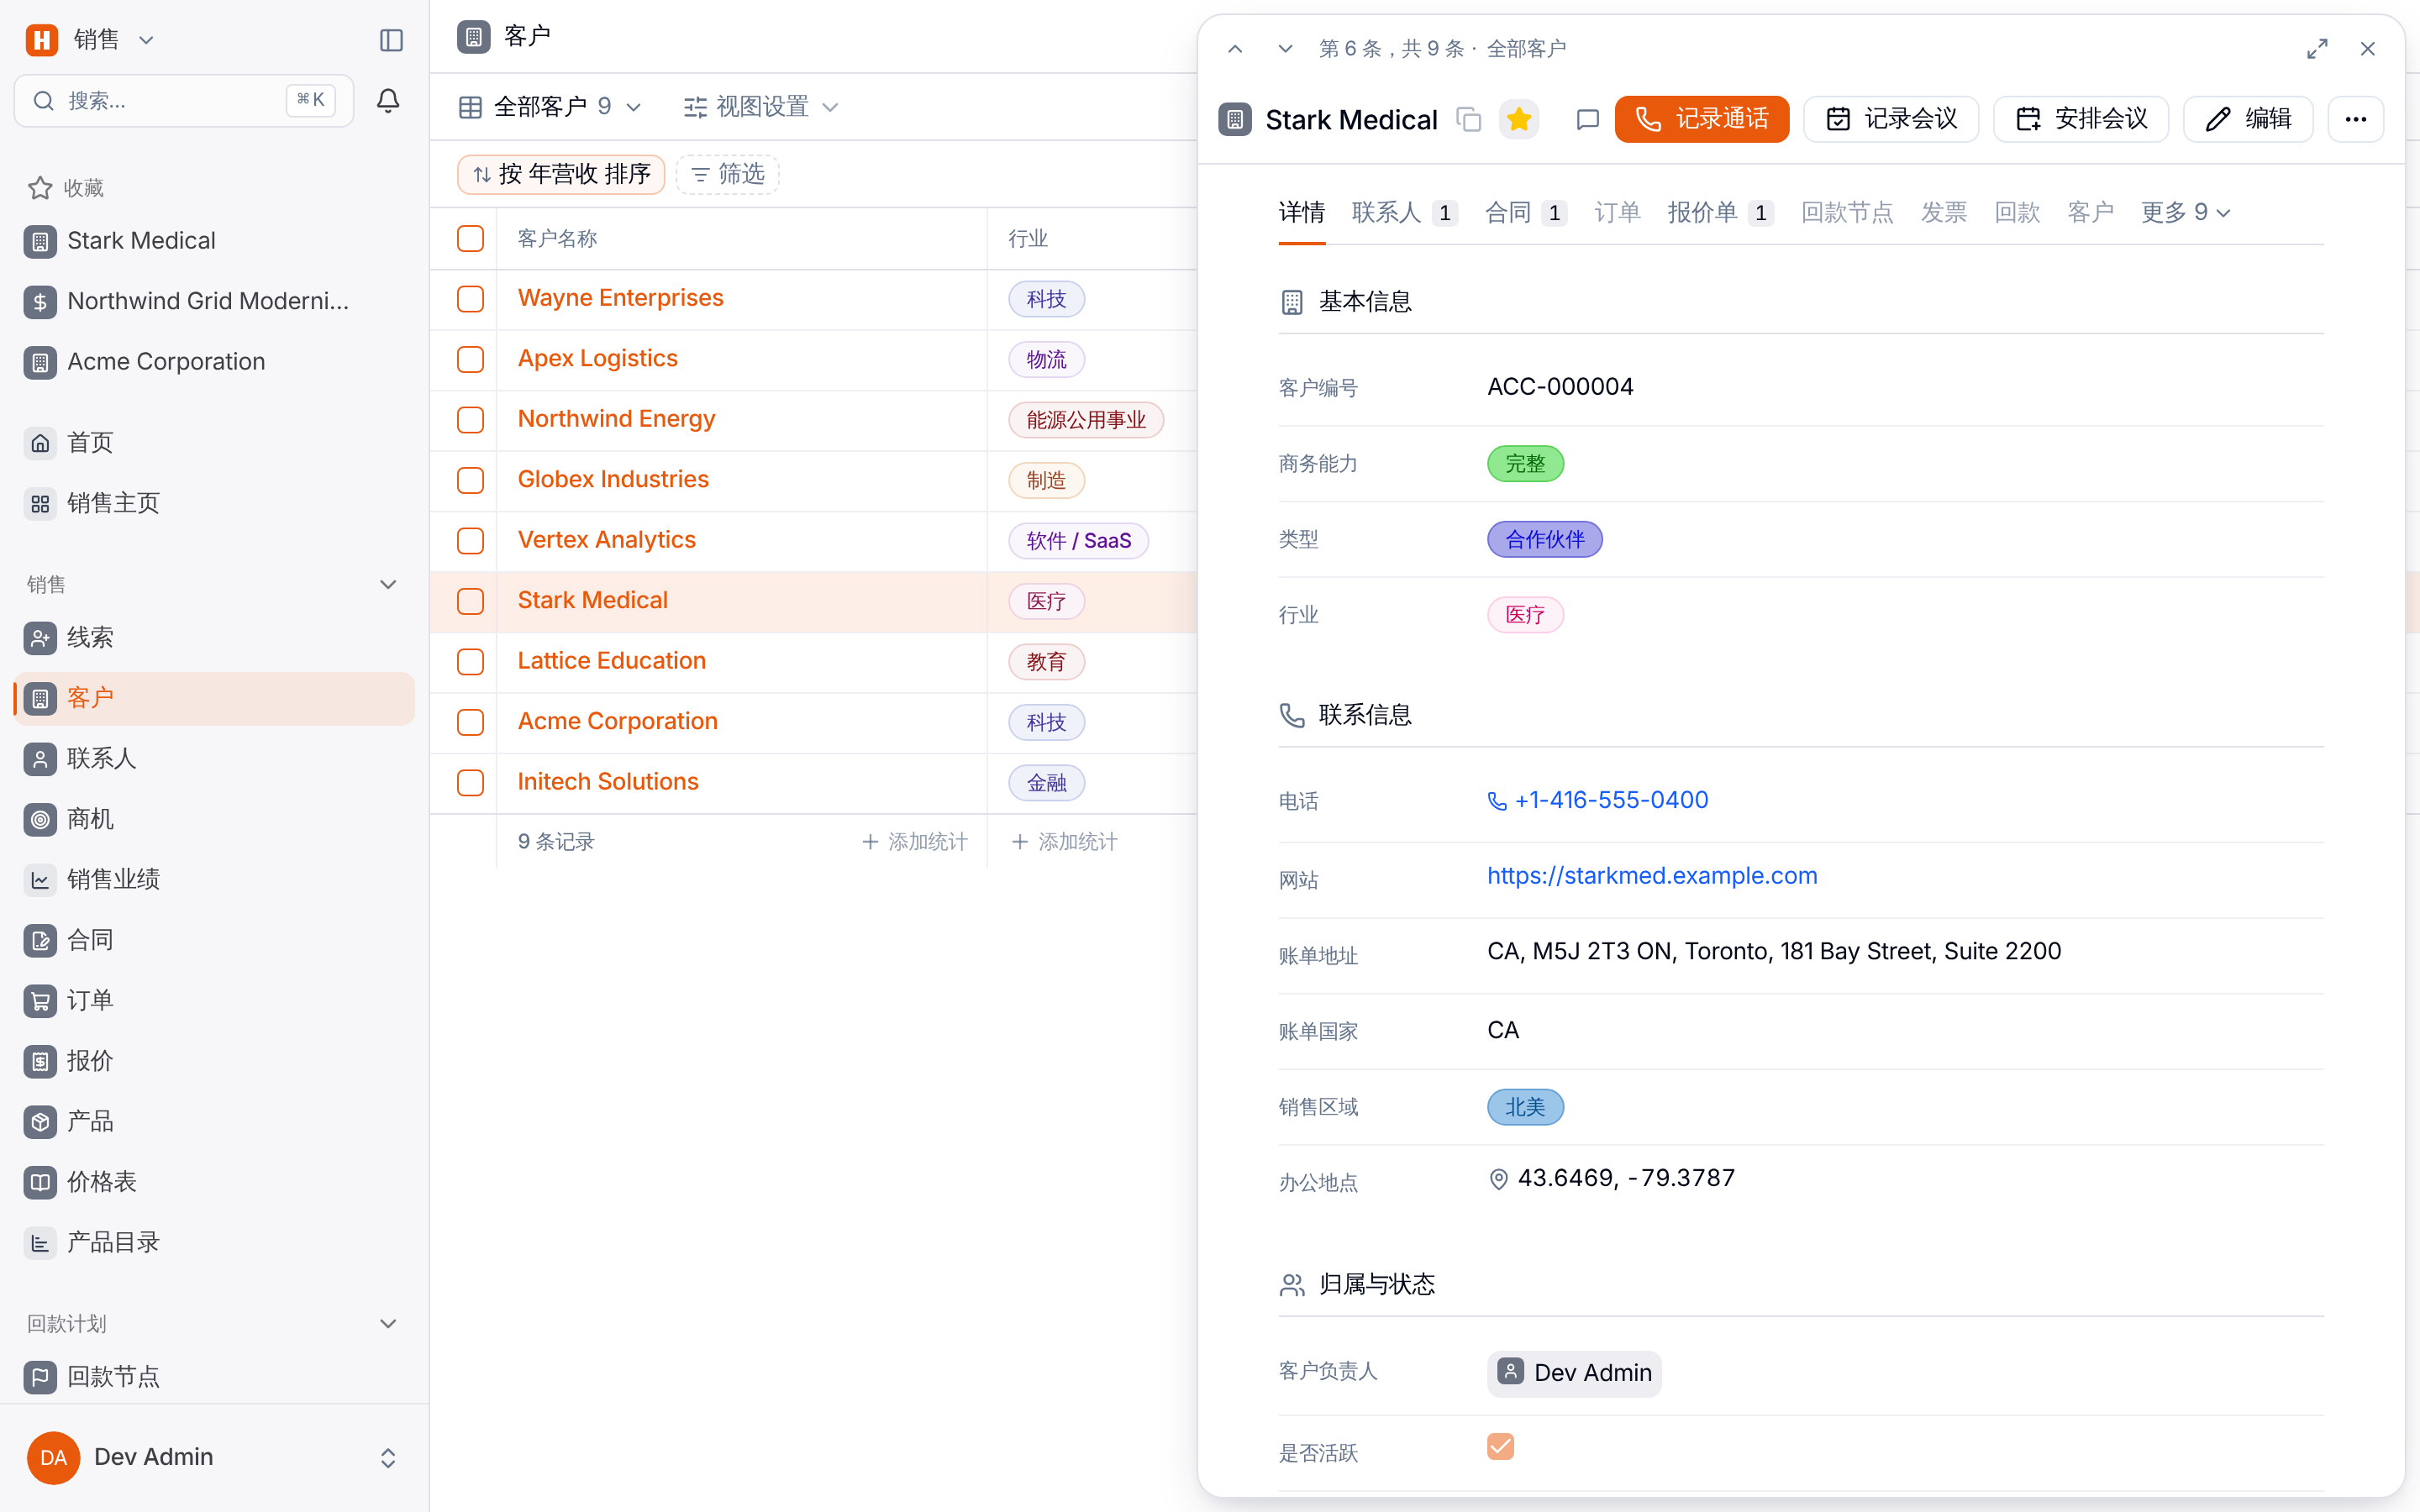 H 销售
搜索... ⌘K
收藏
Stark Medical
Northwind Grid Moderni...
Acme Corporation
首页
销售主页
销售
线索
客户
联系人
商机
销售业绩
合同
订单
报价
产品
价格表
产品目录
回款计划
回款节点
DA Dev Admin
客户
全部客户 9 视图设置
按 年营收 排序 筛选
客户名称 行业
Wayne Enterprises 科技
Apex Logistics 物流
Northwind Energy 能源公用事业
Globex Industries 制造
Vertex Analytics 软件 / SaaS
Stark Medical 医疗
Lattice Education 教育
Acme Corporation 科技
Initech Solutions 金融
9 条记录 添加统计 添加统计
第 6 条，共 9 条 · 全部客户
Stark Medical 记录通话 记录会议 安排会议 编辑
详情 联系人 1 合同 1 订单 报价单 1 回款节点 发票 回款 客户 更多 9
基本信息
客户编号 ACC-000004
商务能力 完整
类型 合作伙伴
行业 医疗
联系信息
电话 +1-416-555-0400
网站 https://starkmed.example.com
账单地址 CA, M5J 2T3 ON, Toronto, 181 Bay Street, Suite 2200
账单国家 CA
销售区域 北美
办公地点 43.6469, -79.3787
归属与状态
客户负责人 Dev Admin
是否活跃